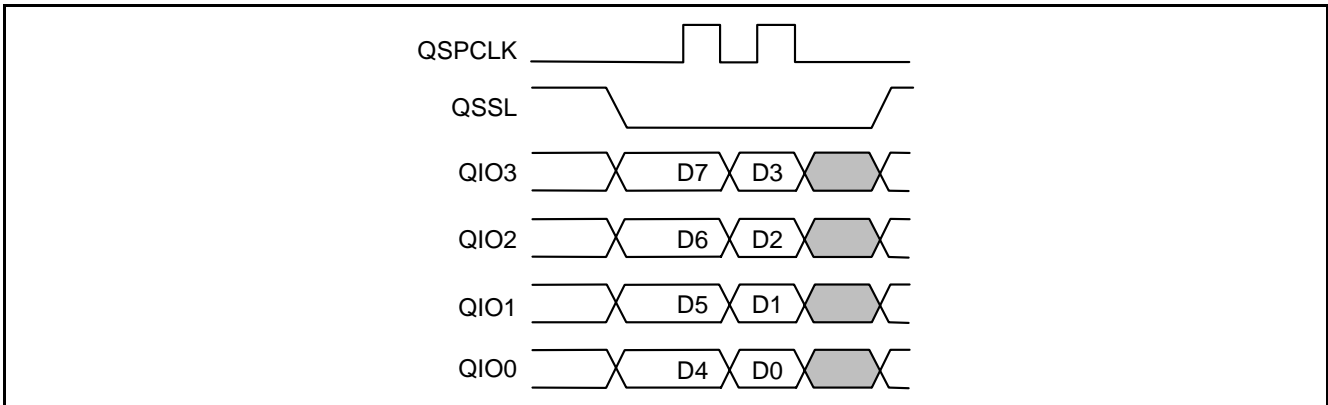 QSPCLK
QSSL
QIO3 D7 D3
QIO2 D6 D2
QIO1 D5 D1
QIO0 D4 D0